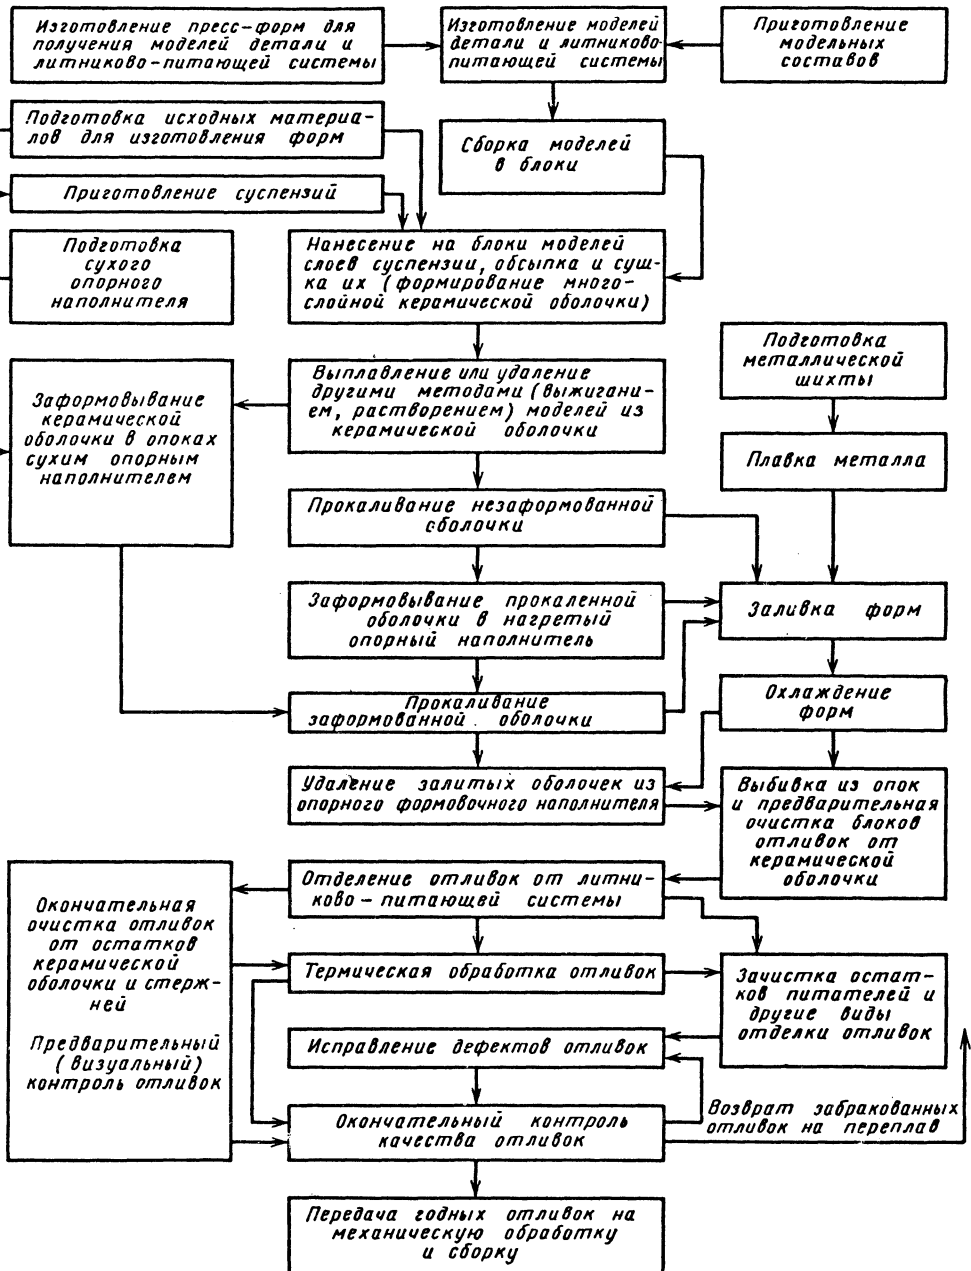 Изготовление пресс-форм для
получения моделей детали и
литниково-питающей системы
Изготовление моделей
детали и литниково-
питающей системы
Приготовление
модельных
составов
Подготовка исходных материа-
лов для изготовления форм
Сборка моделей
в блоки
Приготовление суспензий
Подготовка
сухого
опорного
наполнителя
Нанесение на блоки моделей
слоев суспензии, обсыпка и суш-
ка их (формирование много-
слойной керамической оболочки)
Подготовка
металлической
шихты
Заформовывание
керамической
оболочки в опоках
сухим опорным
наполнителем
Выплавление или удаление
другими методами (выжигани-
ем, растворением) моделей из
керамической оболочки
Плавка металла
Прокаливание незаформованной
оболочки
Заформовывание прокаленной
оболочки в нагретый
опорный наполнитель
Заливка форм
Прокаливание
заформованной оболочки
Охлаждение
форм
Удаление залитых оболочек из
опорного формовочного наполнителя
Выбивка из опок
и предварительная
очистка блоков
отливок от
керамической
оболочки
Отделение отливок от литни-
ково-питающей системы
Окончательная
очистка отливок
от остатков
керамической
оболочки и стерж-
ней
Предварительный
(визуальный)
контроль отливок
Термическая обработка отливок
Зачистка остат-
ков питателей и
другие виды
отделки отливок
Исправление дефектов отливок
Окончательный контроль
качества отливок
Возврат забракованных
отливок на переплав
Передача годных отливок на
механическую обработку
и сборку